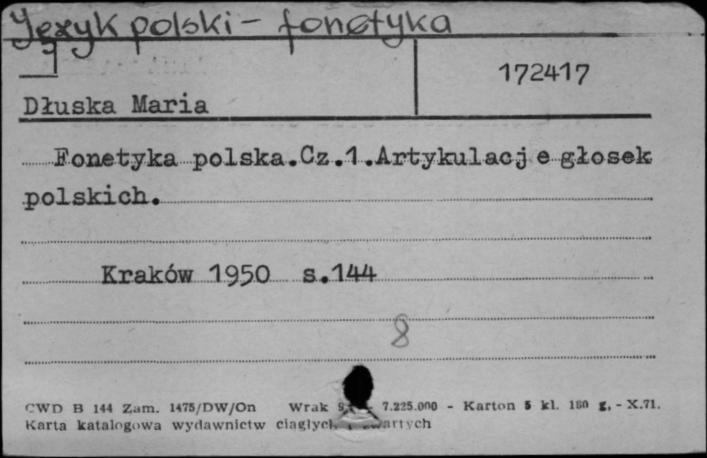 Język polski - fonetyka
172417
Dłuska Maria
Fonetyka polska.Cz.1.Artykulacje głosek
polskich.
Kraków 1950 s.144
8
CWD B 144 Zam. 1475/DW/On Wrak 7.225.000 - Karton 5 kl. 180 g, - X.71.
Karta katalogowa wydawnictw ciągłych i zwartych